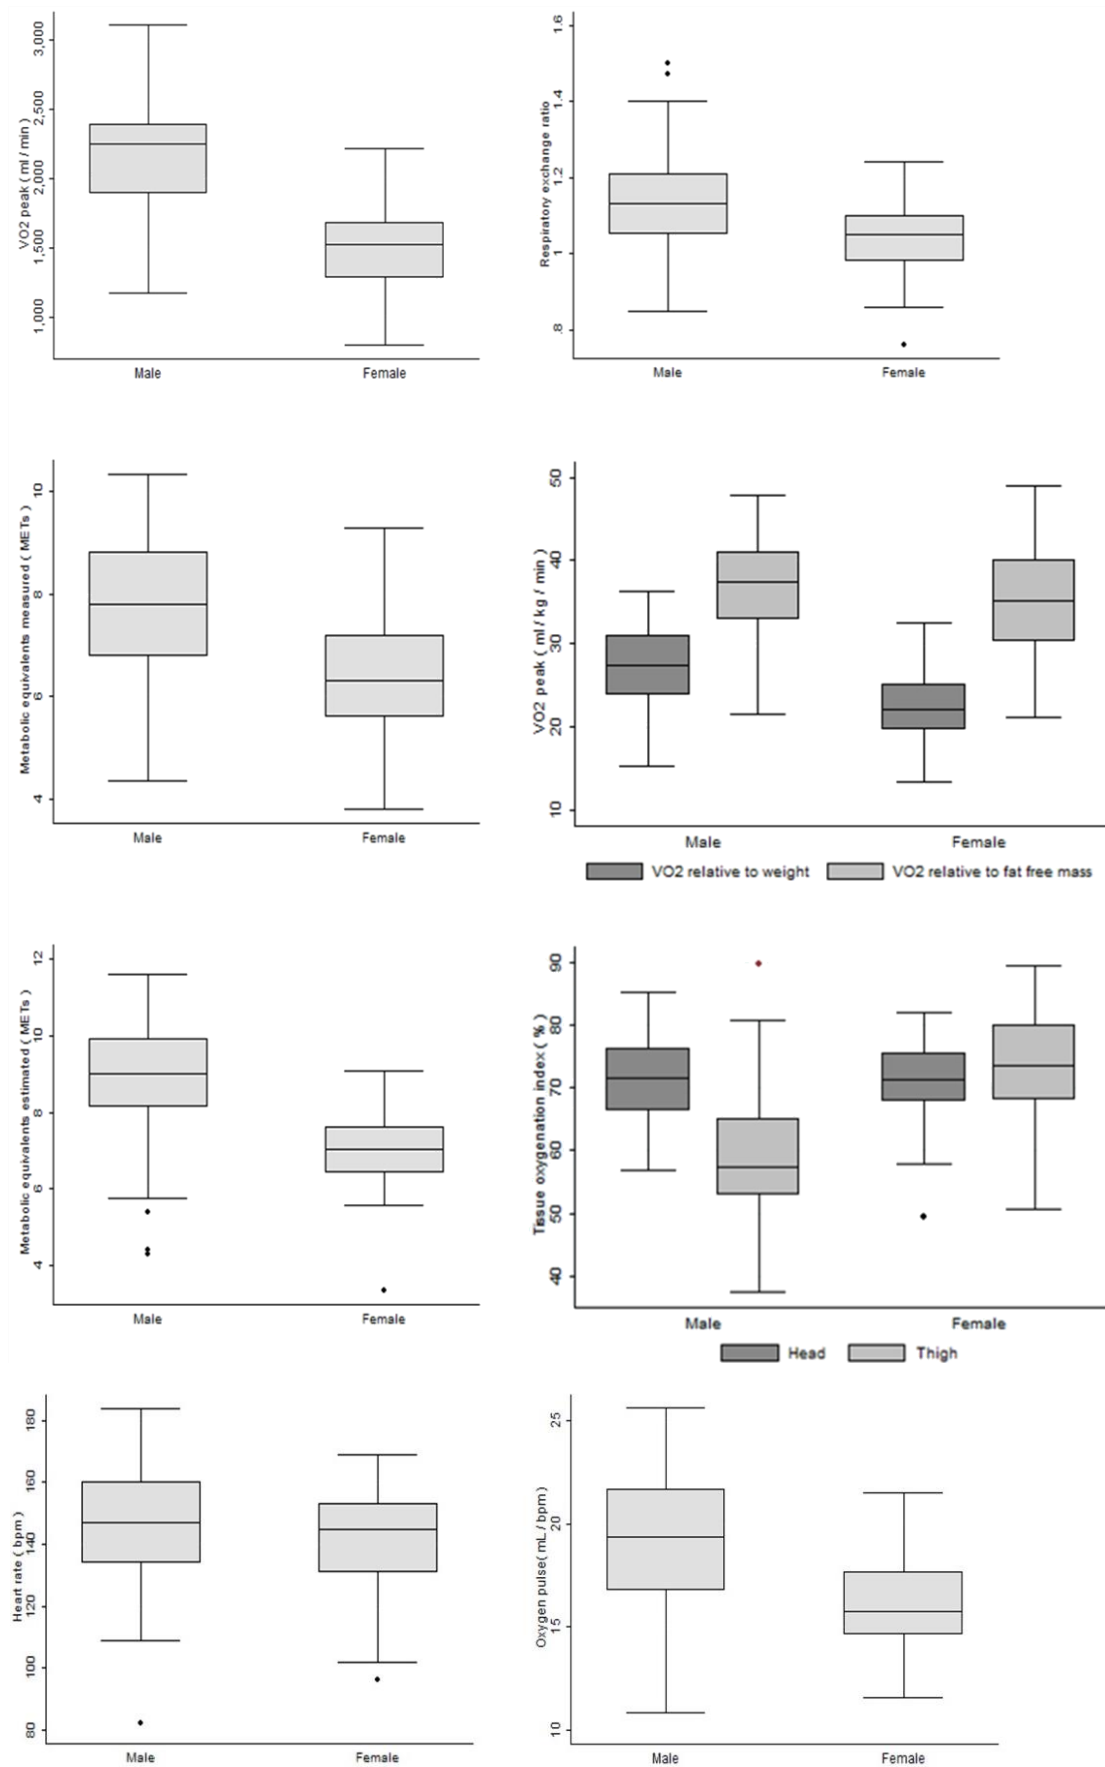 VO2 peak ( ml / min )
3,000
2,500
2,000
1,500
1,000
Male Female
Respiratory exchange ratio
1.6
1.4
1.2
1
.8
Male Female
Metabolic equivalents measured ( METs )
10
8
6
4
Male Female
VO2 peak ( ml / kg / min )
50
40
30
20
10
Male Female
VO2 relative to weight VO2 relative to fat free mass
Metabolic equivalents estimated ( METs )
12
10
8
6
4
Male Female
Tissue oxygenation index ( % )
90
80
70
60
50
40
Male Female
Head Thigh
Heart rate ( bpm )
180
160
140
120
100
80
Male Female
Oxygen pulse( mL / bpm )
25
20
15
10
Male Female